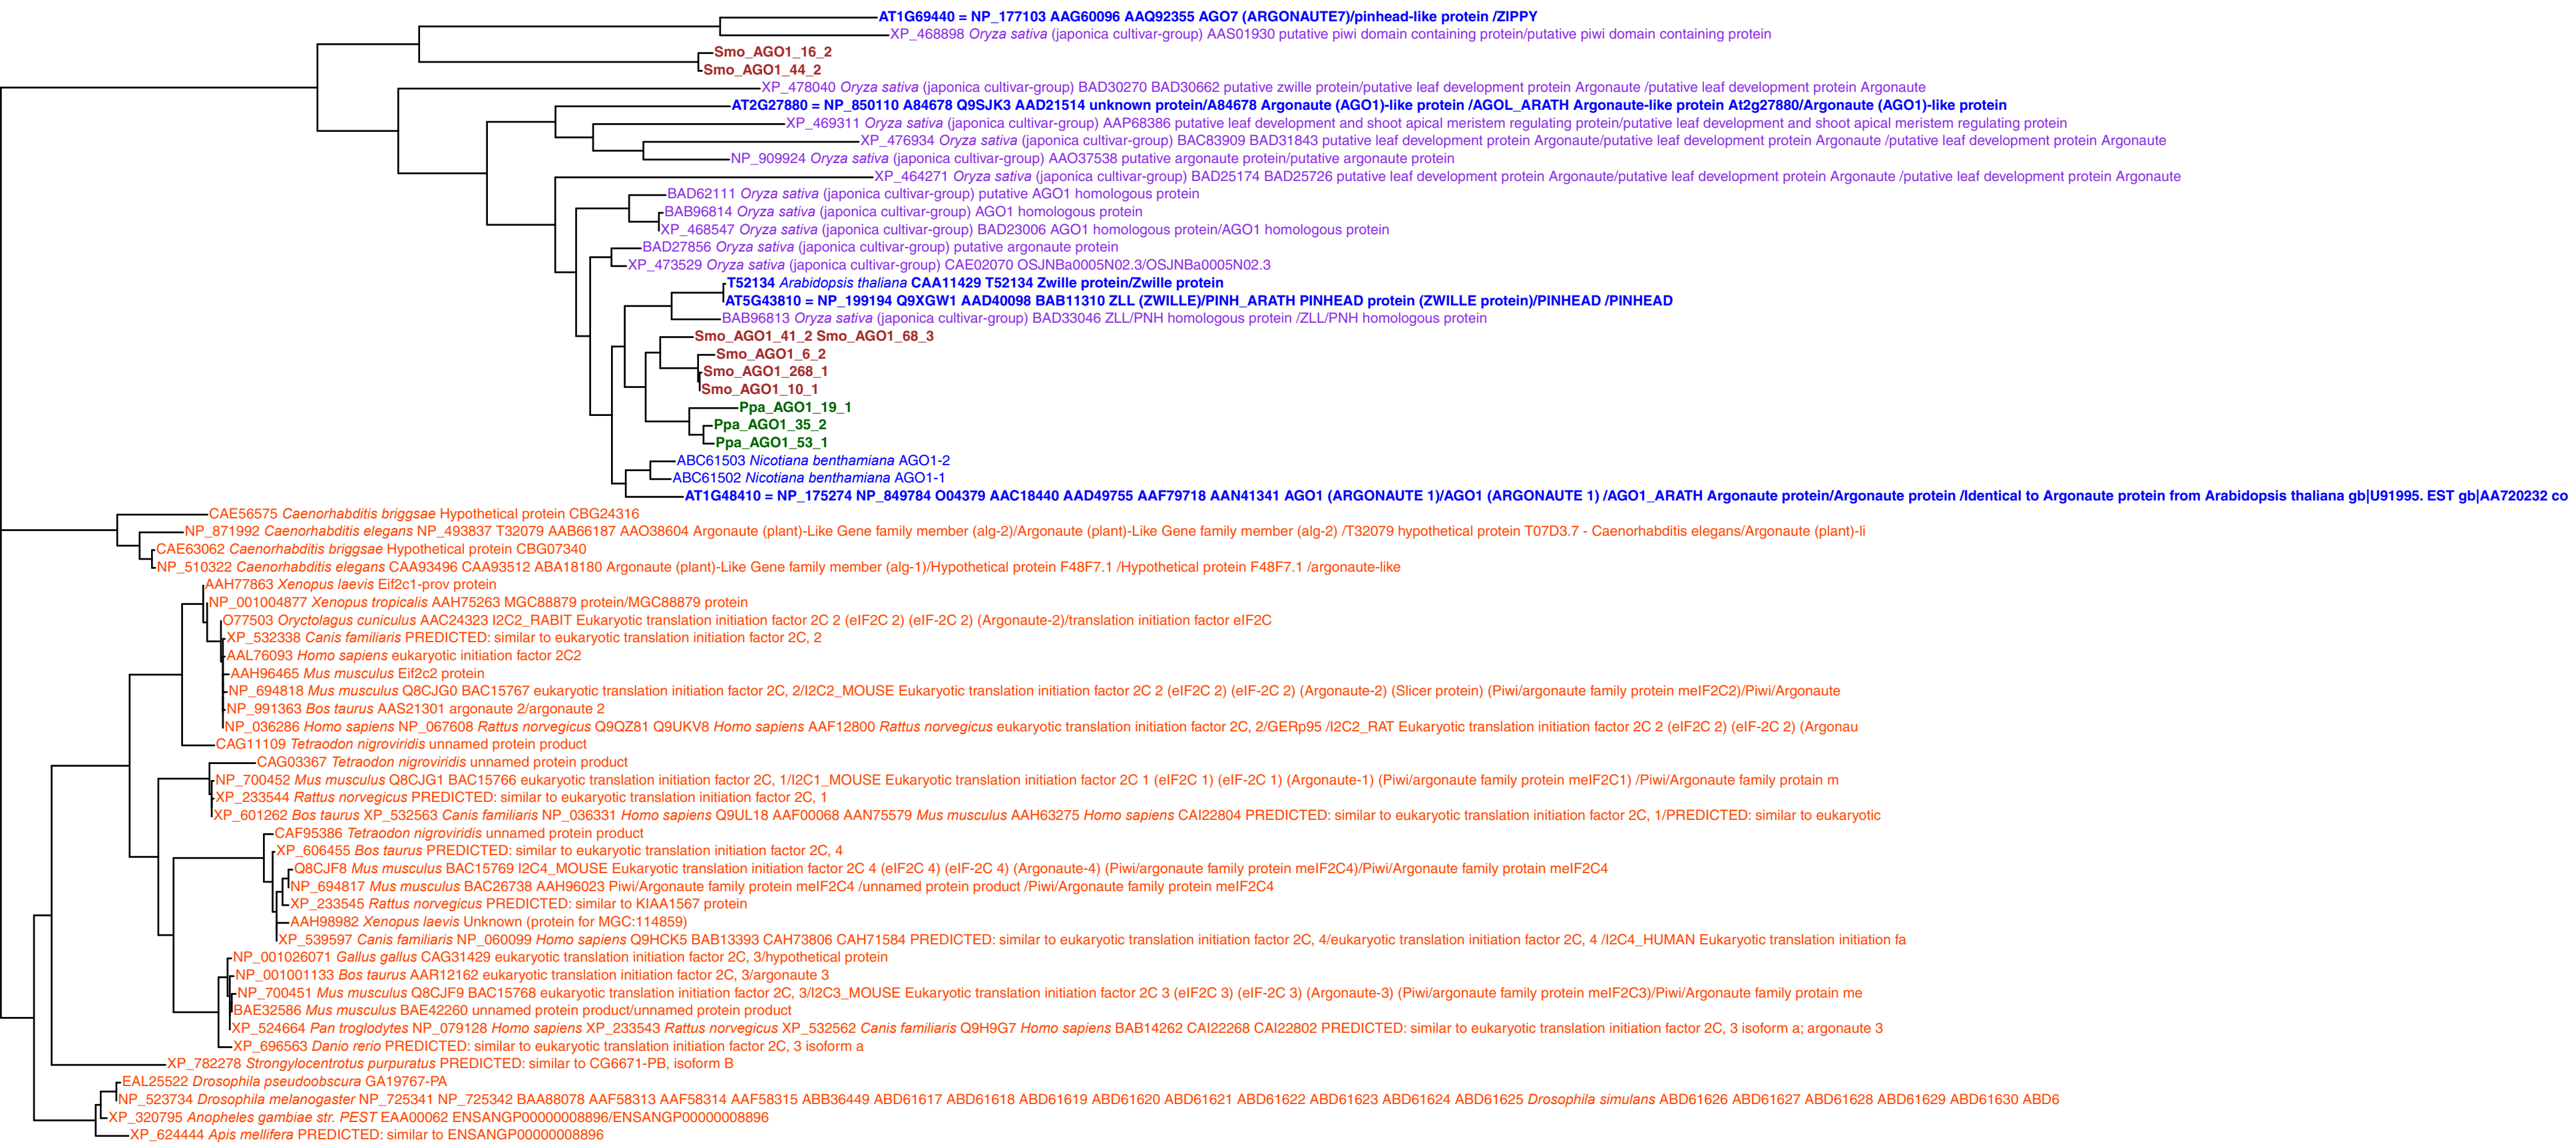 AT1G69440 = NP_177103 AAG60096 AAQ92355 AGO7 (ARGONAUTE7)/pinhead-like protein /ZIPPY
XP_468898 Oryza sativa (japonica cultivar-group) AAS01930 putative piwi domain containing protein/putative piwi domain containing protein
Smo_AGO1_16_2
Smo_AGO1_44_2
XP_478040 Oryza sativa (japonica cultivar-group) BAD30270 BAD30662 putative zwille protein/putative leaf development protein Argonaute /putative leaf development protein Argonaute
AT2G27880 = NP_850110 A84678 Q9SJK3 AAD21514 unknown protein/A84678 Argonaute (AGO1)-like protein /AGOL_ARATH Argonaute-like protein At2g27880/Argonaute (AGO1)-like protein
XP_469311 Oryza sativa (japonica cultivar-group) AAP68386 putative leaf development and shoot apical meristem regulating protein/putative leaf development and shoot apical meristem regulating protein
XP_476934 Oryza sativa (japonica cultivar-group) BAC83909 BAD31843 putative leaf development protein Argonaute/putative leaf development protein Argonaute /putative leaf development protein Argonaute
NP_909924 Oryza sativa (japonica cultivar-group) AAO37538 putative argonaute protein/putative argonaute protein
XP_464271 Oryza sativa (japonica cultivar-group) BAD25174 BAD25726 putative leaf development protein Argonaute/putative leaf development protein Argonaute /putative leaf development protein Argonaute
BAD62111 Oryza sativa (japonica cultivar-group) putative AGO1 homologous protein
BAB96814 Oryza sativa (japonica cultivar-group) AGO1 homologous protein
XP_468547 Oryza sativa (japonica cultivar-group) BAD23006 AGO1 homologous protein/AGO1 homologous protein
BAD27856 Oryza sativa (japonica cultivar-group) putative argonaute protein
XP_473529 Oryza sativa (japonica cultivar-group) CAE02070 OSJNBa0005N02.3/OSJNBa0005N02.3
T52134 Arabidopsis thaliana CAA11429 T52134 Zwille protein/Zwille protein
AT5G43810 = NP_199194 Q9XGW1 AAD40098 BAB11310 ZLL (ZWILLE)/PINH_ARATH PINHEAD protein (ZWILLE protein)/PINHEAD /PINHEAD
BAB96813 Oryza sativa (japonica cultivar-group) BAD33046 ZLL/PNH homologous protein /ZLL/PNH homologous protein
Smo_AGO1_41_2 Smo_AGO1_68_3
Smo_AGO1_6_2
Smo_AGO1_268_1
Smo_AGO1_10_1
Ppa_AGO1_19_1
Ppa_AGO1_35_2
Ppa_AGO1_53_1
ABC61503 Nicotiana benthamiana AGO1-2
ABC61502 Nicotiana benthamiana AGO1-1
AT1G48410 = NP_175274 NP_849784 O04379 AAC18440 AAD49755 AAF79718 AAN41341 AGO1 (ARGONAUTE 1)/AGO1 (ARGONAUTE 1) /AGO1_ARATH Argonaute protein/Argonaute protein /Identical to Argonaute protein from Arabidopsis thaliana gb|U91995. EST gb|AA720232 co
CAE56575 Caenorhabditis briggsae Hypothetical protein CBG24316
NP_871992 Caenorhabditis elegans NP_493837 T32079 AAB66187 AAO38604 Argonaute (plant)-Like Gene family member (alg-2)/Argonaute (plant)-Like Gene family member (alg-2) /T32079 hypothetical protein T07D3.7 - Caenorhabditis elegans/Argonaute (plant)-li
CAE63062 Caenorhabditis briggsae Hypothetical protein CBG07340
NP_510322 Caenorhabditis elegans CAA93496 CAA93512 ABA18180 Argonaute (plant)-Like Gene family member (alg-1)/Hypothetical protein F48F7.1 /Hypothetical protein F48F7.1 /argonaute-like
AAH77863 Xenopus laevis Eif2c1-prov protein
NP_001004877 Xenopus tropicalis AAH75263 MGC88879 protein/MGC88879 protein
O77503 Oryctolagus cuniculus AAC24323 I2C2_RABIT Eukaryotic translation initiation factor 2C 2 (eIF2C 2) (eIF-2C 2) (Argonaute-2)/translation initiation factor eIF2C
XP_532338 Canis familiaris PREDICTED: similar to eukaryotic translation initiation factor 2C, 2
AAL76093 Homo sapiens eukaryotic initiation factor 2C2
AAH96465 Mus musculus Eif2c2 protein
NP_694818 Mus musculus Q8CJG0 BAC15767 eukaryotic translation initiation factor 2C, 2/I2C2_MOUSE Eukaryotic translation initiation factor 2C 2 (eIF2C 2) (eIF-2C 2) (Argonaute-2) (Slicer protein) (Piwi/argonaute family protein meIF2C2)/Piwi/Argonaute
NP_991363 Bos taurus AAS21301 argonaute 2/argonaute 2
NP_036286 Homo sapiens NP_067608 Rattus norvegicus Q9QZ81 Q9UKV8 Homo sapiens AAF12800 Rattus norvegicus eukaryotic translation initiation factor 2C, 2/GERp95 /I2C2_RAT Eukaryotic translation initiation factor 2C 2 (eIF2C 2) (eIF-2C 2) (Argonau
CAG11109 Tetraodon nigroviridis unnamed protein product
CAG03367 Tetraodon nigroviridis unnamed protein product
NP_700452 Mus musculus Q8CJG1 BAC15766 eukaryotic translation initiation factor 2C, 1/I2C1_MOUSE Eukaryotic translation initiation factor 2C 1 (eIF2C 1) (eIF-2C 1) (Argonaute-1) (Piwi/argonaute family protein meIF2C1) /Piwi/Argonaute family protain m
XP_233544 Rattus norvegicus PREDICTED: similar to eukaryotic translation initiation factor 2C, 1
XP_601262 Bos taurus XP_532563 Canis familiaris NP_036331 Homo sapiens Q9UL18 AAF00068 AAN75579 Mus musculus AAH63275 Homo sapiens CAI22804 PREDICTED: similar to eukaryotic translation initiation factor 2C, 1/PREDICTED: similar to eukaryotic
CAF95386 Tetraodon nigroviridis unnamed protein product
XP_606455 Bos taurus PREDICTED: similar to eukaryotic translation initiation factor 2C, 4
Q8CJF8 Mus musculus BAC15769 I2C4_MOUSE Eukaryotic translation initiation factor 2C 4 (eIF2C 4) (eIF-2C 4) (Argonaute-4) (Piwi/argonaute family protein meIF2C4)/Piwi/Argonaute family protain meIF2C4
NP_694817 Mus musculus BAC26738 AAH96023 Piwi/Argonaute family protein meIF2C4 /unnamed protein product /Piwi/Argonaute family protein meIF2C4
XP_233545 Rattus norvegicus PREDICTED: similar to KIAA1567 protein
AAH98982 Xenopus laevis Unknown (protein for MGC:114859)
XP_539597 Canis familiaris NP_060099 Homo sapiens Q9HCK5 BAB13393 CAH73806 CAH71584 PREDICTED: similar to eukaryotic translation initiation factor 2C, 4/eukaryotic translation initiation factor 2C, 4 /I2C4_HUMAN Eukaryotic translation initiation fa
NP_001026071 Gallus gallus CAG31429 eukaryotic translation initiation factor 2C, 3/hypothetical protein
NP_001001133 Bos taurus AAR12162 eukaryotic translation initiation factor 2C, 3/argonaute 3
NP_700451 Mus musculus Q8CJF9 BAC15768 eukaryotic translation initiation factor 2C, 3/I2C3_MOUSE Eukaryotic translation initiation factor 2C 3 (eIF2C 3) (eIF-2C 3) (Argonaute-3) (Piwi/argonaute family protein meIF2C3)/Piwi/Argonaute family protain me
BAE32586 Mus musculus BAE42260 unnamed protein product/unnamed protein product
XP_524664 Pan troglodytes NP_079128 Homo sapiens XP_233543 Rattus norvegicus XP_532562 Canis familiaris Q9H9G7 Homo sapiens BAB14262 CAI22268 CAI22802 PREDICTED: similar to eukaryotic translation initiation factor 2C, 3 isoform a; argonaute 3
XP_696563 Danio rerio PREDICTED: similar to eukaryotic translation initiation factor 2C, 3 isoform a
XP_782278 Strongylocentrotus purpuratus PREDICTED: similar to CG6671-PB, isoform B
EAL25522 Drosophila pseudoobscura GA19767-PA
NP_523734 Drosophila melanogaster NP_725341 NP_725342 BAA88078 AAF58313 AAF58314 AAF58315 ABB36449 ABD61617 ABD61618 ABD61619 ABD61620 ABD61621 ABD61622 ABD61623 ABD61624 ABD61625 Drosophila simulans ABD61626 ABD61627 ABD61628 ABD61629 ABD61630 ABD6
XP_320795 Anopheles gambiae str. PEST EAA00062 ENSANGP00000008896/ENSANGP00000008896
XP_624444 Apis mellifera PREDICTED: similar to ENSANGP00000008896